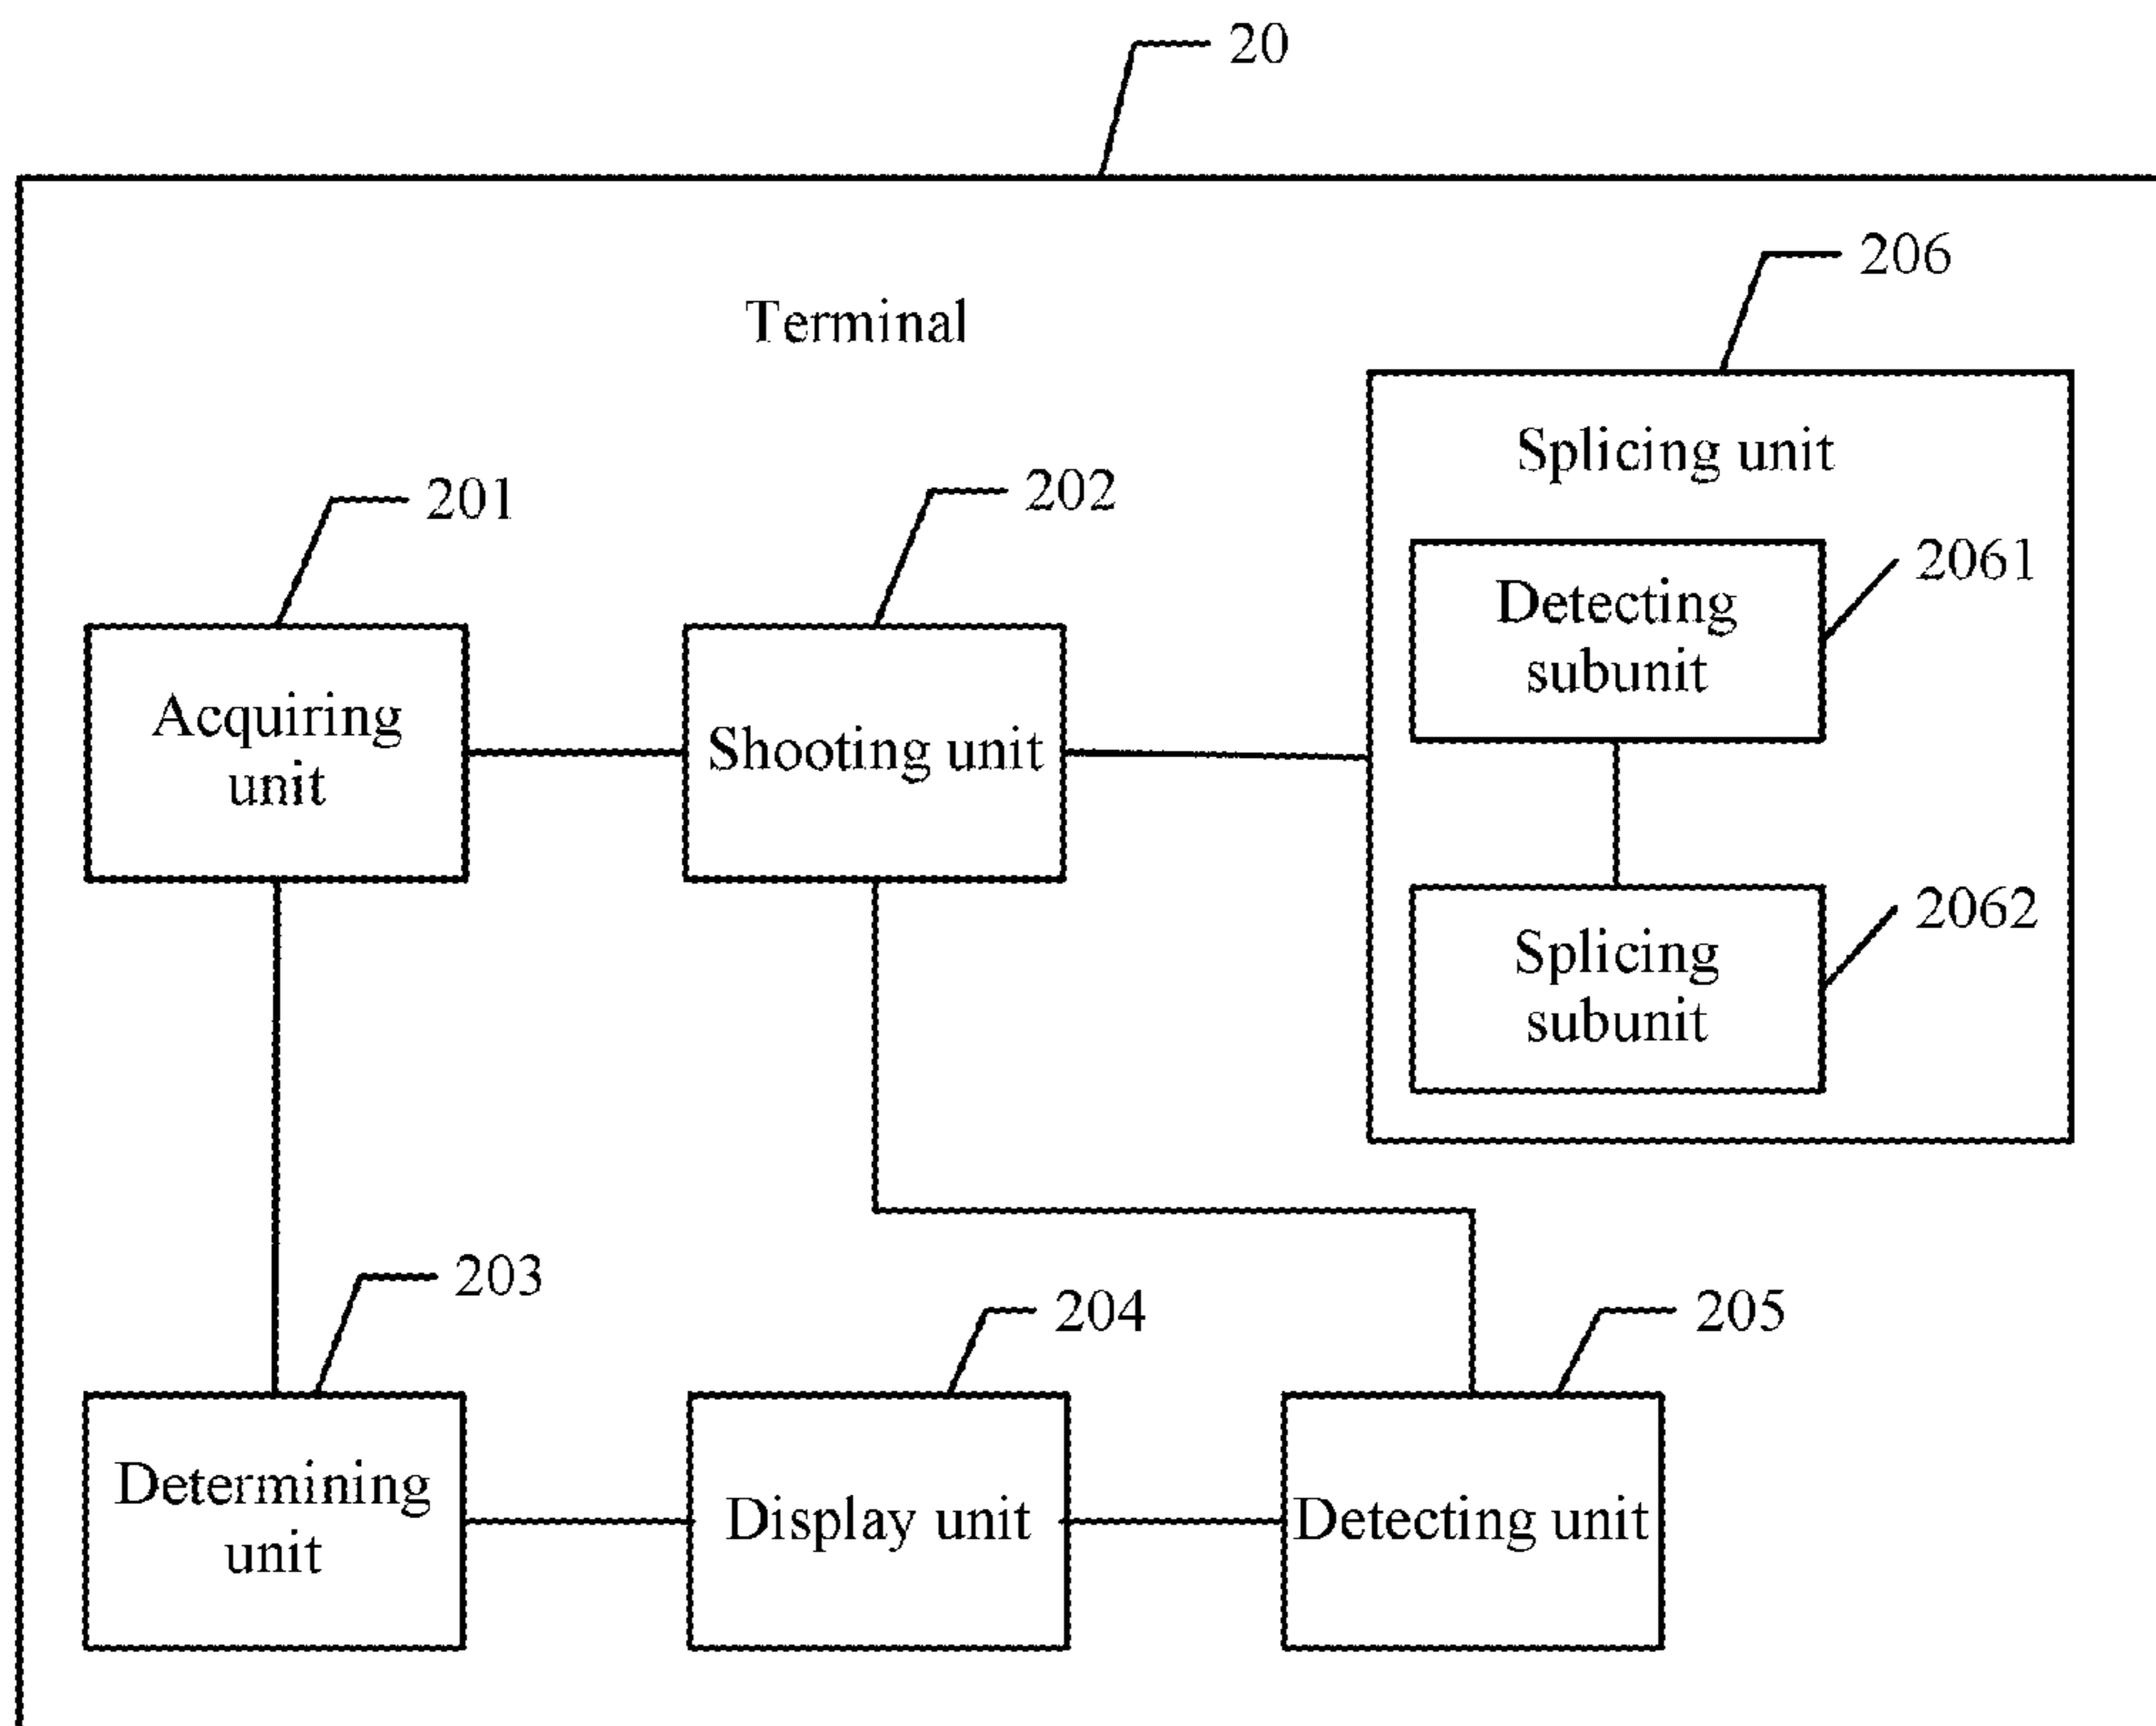 20
206
Terminal
Splicing unit
201
202
2061
Detecting
subunit
Acquiring
unit
Shooting unit
2062
Splicing
subunit
203
204
205
Determining
unit
Display unit
Detecting unit